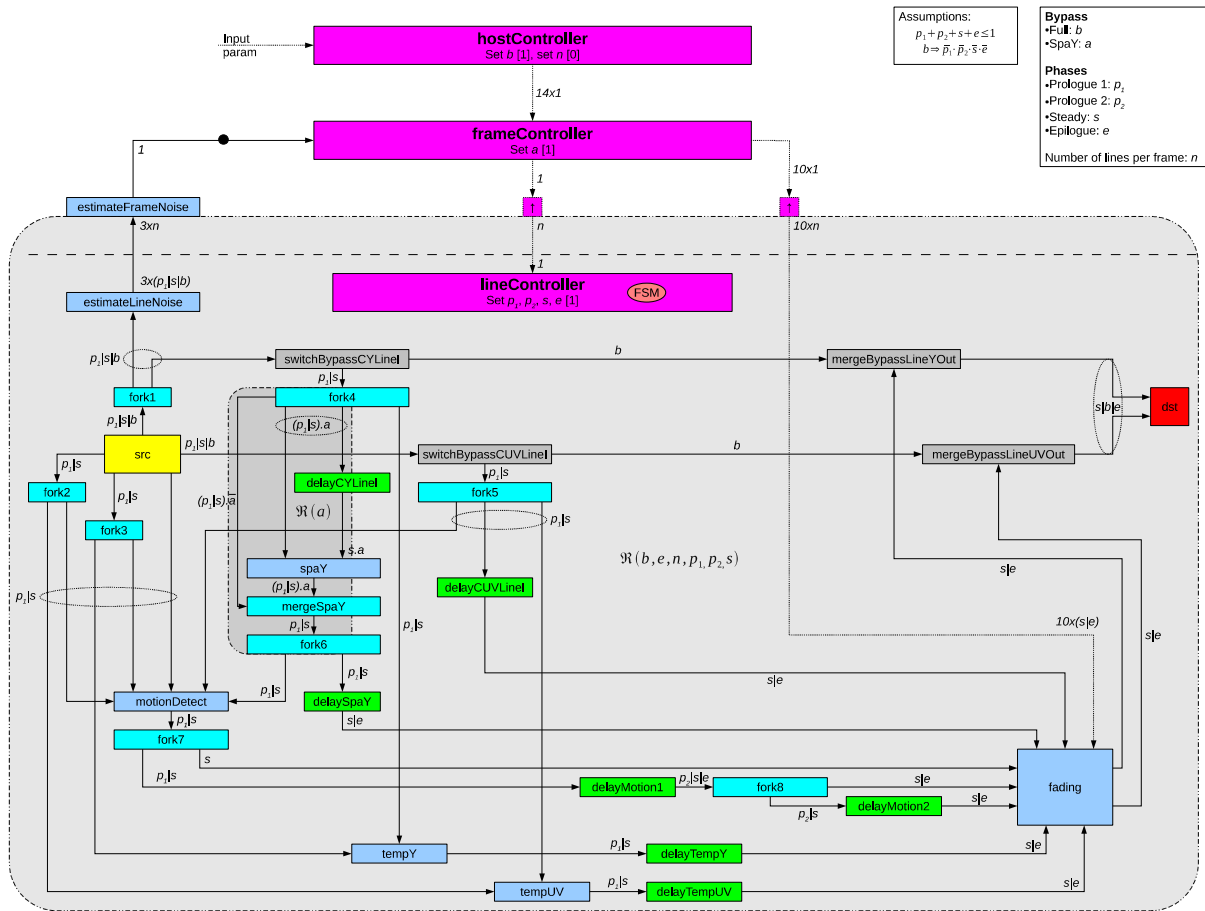 Input
param
hostController
Set b [1], set n [0]
Assumptions:
p₁+p₂+s+e≤1
b⇒p̄₁·p̄₂·s̄·ē
Bypass
•Full: b
•SpaY: a
Phases
•Prologue 1: p₁
•Prologue 2: p₂
•Steady: s
•Epilogue: e
Number of lines per frame: n
14x1
frameController
Set a [1]
1
1
10x1
estimateFrameNoise
↑
↑
3xn
n
10xn
3x(p₁|s|b)
1
lineController
Set p₁, p₂, s, e [1]
FSM
estimateLineNoise
p₁|s|b
switchBypassCYLineI
b
mergeBypassLineYOut
p₁|s
fork1
fork4
s|b|e
dst
p₁|s|b
(p₁|s).a
src
p₁|s|b
switchBypassCUVLineI
b
mergeBypassLineUVOut
p₁|s
p₁|s
p₁|s
fork2
delayCYLineI
fork5
(p₁|s).a̅
ℜ(a)
fork3
p₁|s
s.a
ℜ(b,e,n,p₁,p₂,s)
spaY
s|e
(p₁|s).a
delayCUVLineI
p₁|s
mergeSpaY
p₁|s
p₁|s
10x(s|e)
fork6
s|e
p₁|s
p₁|s
s|e
motionDetect
delaySpaY
p₁|s
s|e
fork7
s
p₁|s
delayMotion1
p₂|s|e
fork8
s|e
fading
p₂|s
delayMotion2
s|e
tempY
p₁|s
delayTempY
s|e
tempUV
p₁|s
delayTempUV
s|e